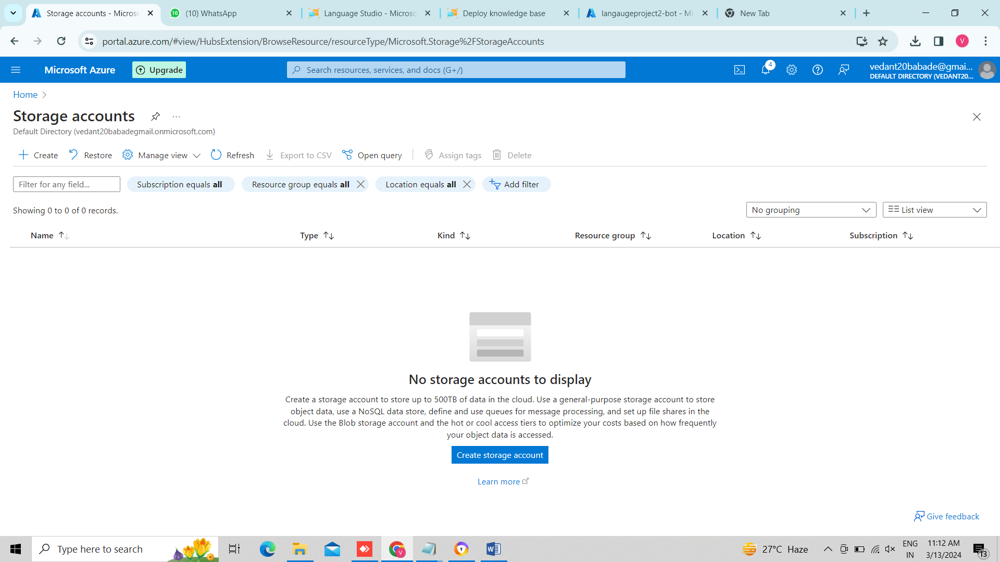 Storage accounts - Microsc
(10) WhatsApp
Language Studio - Microso
Deploy knowledge base
langaugeproject2-bot - Mi
New Tab
portal.azure.com/#view/HubsExtension/BrowseResource/resourceType/Microsoft.Storage%2FStorageAccounts
V
Microsoft Azure
Upgrade
Search resources, services, and docs (G+/)
4
vedant20babade@gmai...
DEFAULT DIRECTORY (VEDANT20...
Home
Storage accounts
Default Directory (vedant20babadegmail.onmicrosoft.com)
Create
Restore
Manage view
Refresh
Export to CSV
Open query
Assign tags
Delete
Filter for any field...
Subscription equals all
Resource group equals all
Location equals all
Add filter
Showing 0 to 0 of 0 records.
No grouping
List view
Name
Type
Kind
Resource group
Location
Subscription
No storage accounts to display
Create a storage account to store up to 500TB of data in the cloud. Use a general-purpose storage account to store
object data, use a NoSQL data store, define and use queues for message processing, and set up file shares in the
cloud. Use the Blob storage account and the hot or cool access tiers to optimize your costs based on how frequently
your object data is accessed.
Create storage account
Learn more
Give feedback
Type here to search
27°C Haze
ENG
IN
11:12 AM
3/13/2024
13